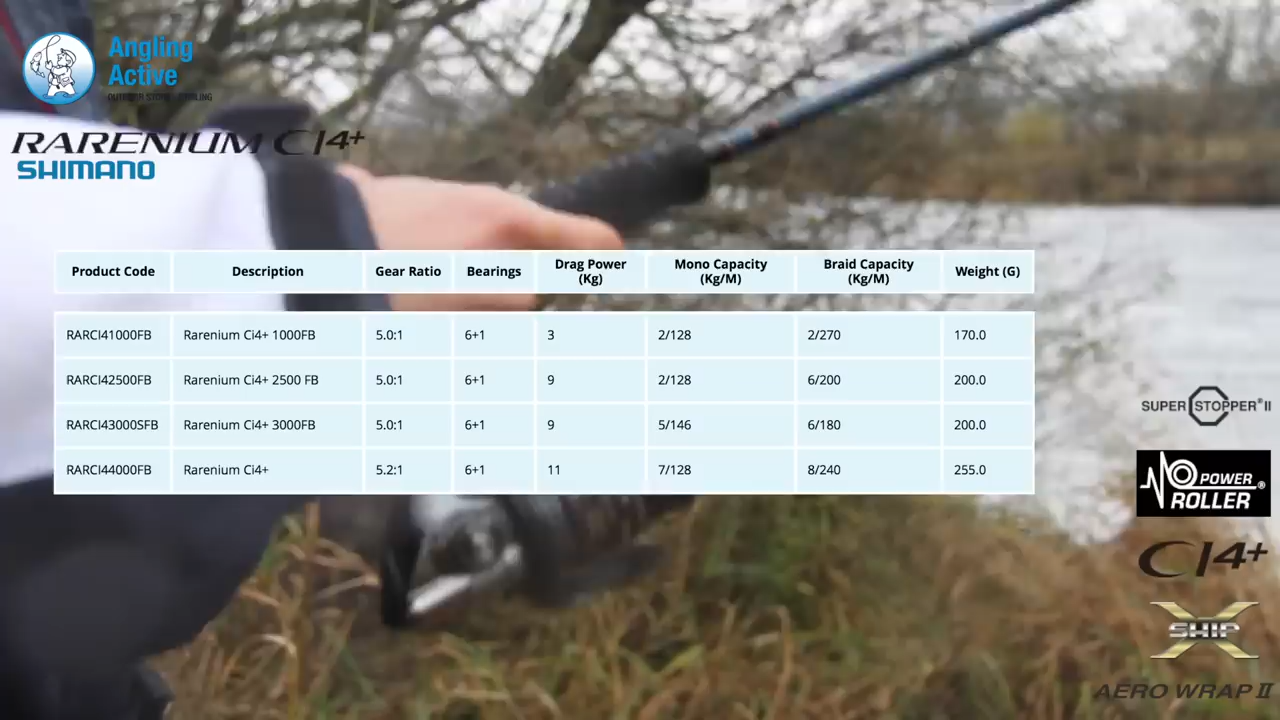 Angling
Active
OUTDOOR STORE - STIRLING
RARENIUM CI4+
SHIMANO
Product Code Description Gear Ratio Bearings Drag Power (Kg) Mono Capacity (Kg/M) Braid Capacity (Kg/M) Weight (G)
RARCI41000FB Rarenium Ci4+ 1000FB 5.0:1 6+1 3 2/128 2/270 170.0
RARCI42500FB Rarenium Ci4+ 2500 FB 5.0:1 6+1 9 2/128 6/200 200.0
RARCI43000SFB Rarenium Ci4+ 3000FB 5.0:1 6+1 9 5/146 6/180 200.0
RARCI44000FB Rarenium Ci4+ 5.2:1 6+1 11 7/128 8/240 255.0
SUPER STOPPER® II
POWER
ROLLER®
CI4+
X SHIP
AERO WRAP II